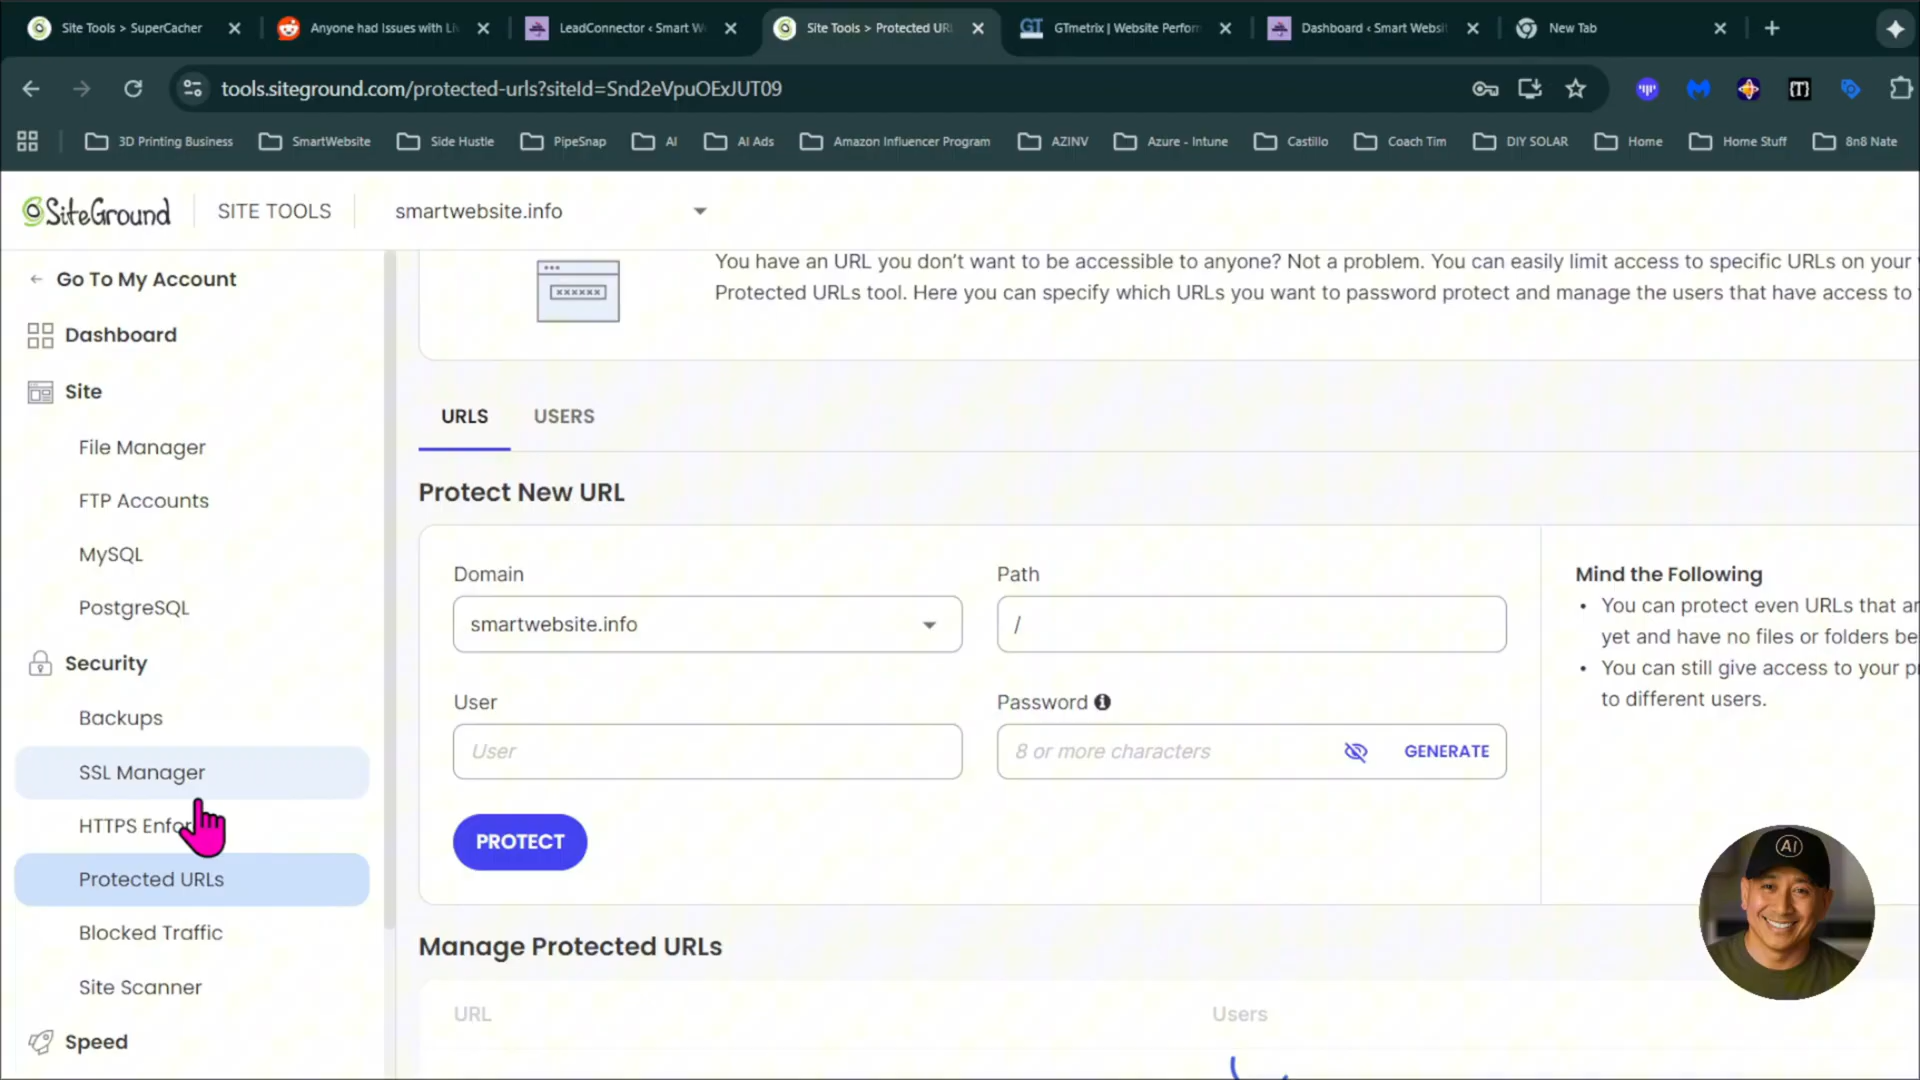 Site Tools > SuperCacher
Anyone had Issues with Li
LeadConnector ‹ Smart W
Site Tools > Protected UR
GTmetrix | Website Perfor
Dashboard ‹ Smart Websi
New Tab
tools.siteground.com/protected-urls?siteId=Snd2eVpuOExJUT09
3D Printing Business
SmartWebsite
Side Hustle
PipeSnap
AI
AI Ads
Amazon Influencer Program
AZINV
Azure - Intune
Castillo
Coach Tim
DIY SOLAR
Home
Home Stuff
8n8 Nate
SiteGround
SITE TOOLS
smartwebsite.info
Go To My Account
Dashboard
Site
File Manager
FTP Accounts
MySQL
PostgreSQL
Security
Backups
SSL Manager
HTTPS Enfor
Protected URLs
Blocked Traffic
Site Scanner
Speed
You have an URL you don't want to be accessible to anyone? Not a problem. You can easily limit access to specific URLs on your
Protected URLs tool. Here you can specify which URLs you want to password protect and manage the users that have access to
URLS
USERS
Protect New URL
Domain
smartwebsite.info
Path
/
User
User
Password
8 or more characters
GENERATE
PROTECT
Mind the Following
• You can protect even URLs that ar
yet and have no files or folders be
• You can still give access to your p
to different users.
Manage Protected URLs
URL
Users
GT
{T}
xxxxxx
AI